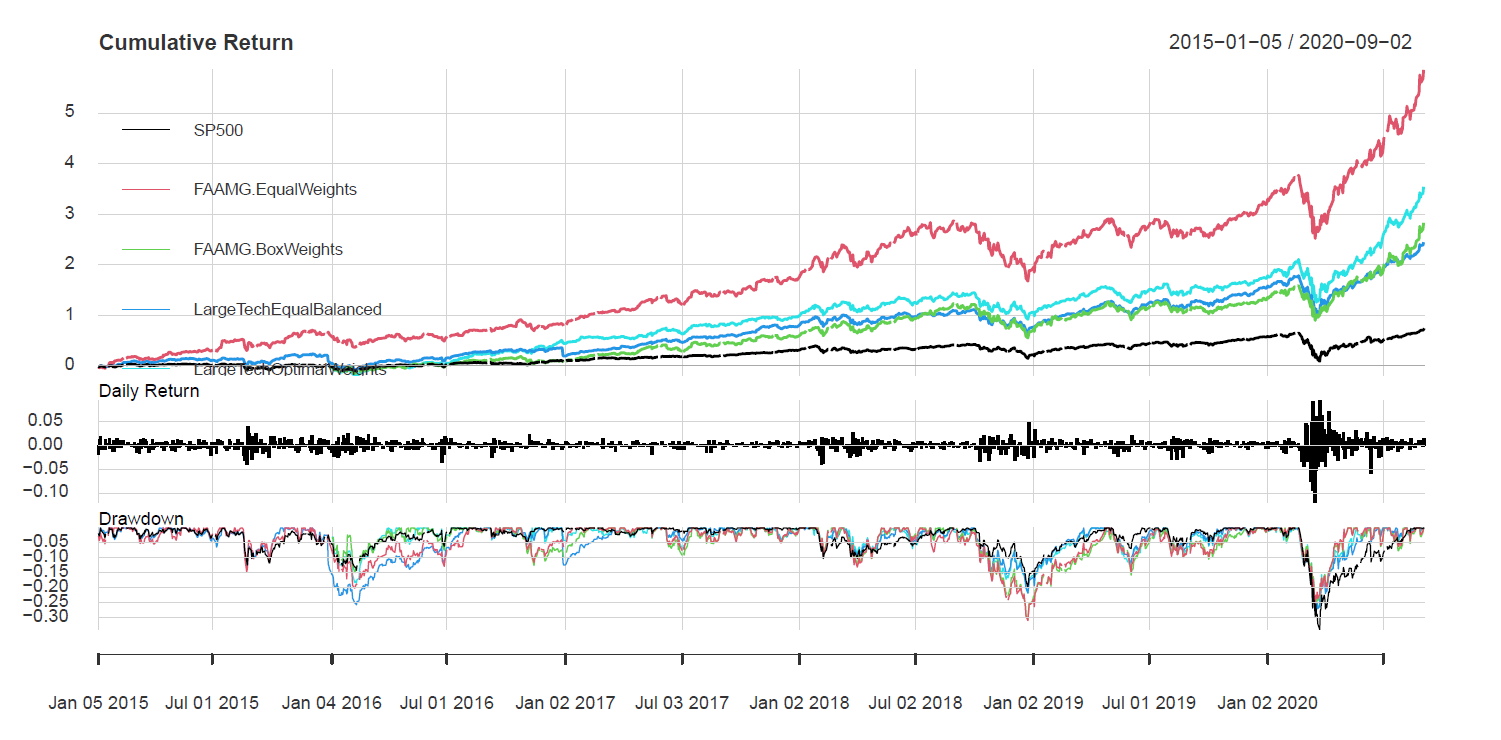 Cumulative Return
2015−01−05 / 2020−09−02
5
4
3
2
1
0
SP500
FAAMG.EqualWeights
FAAMG.BoxWeights
LargeTechEqualBalanced
LargeTechOptimalWeights
Daily Return
0.05
0.00
−0.05
−0.10
Drawdown
−0.05
−0.10
−0.15
−0.20
−0.25
−0.30
Jan 05 2015 Jul 01 2015 Jan 04 2016 Jul 01 2016 Jan 02 2017 Jul 03 2017 Jan 02 2018 Jul 02 2018 Jan 02 2019 Jul 01 2019 Jan 02 2020